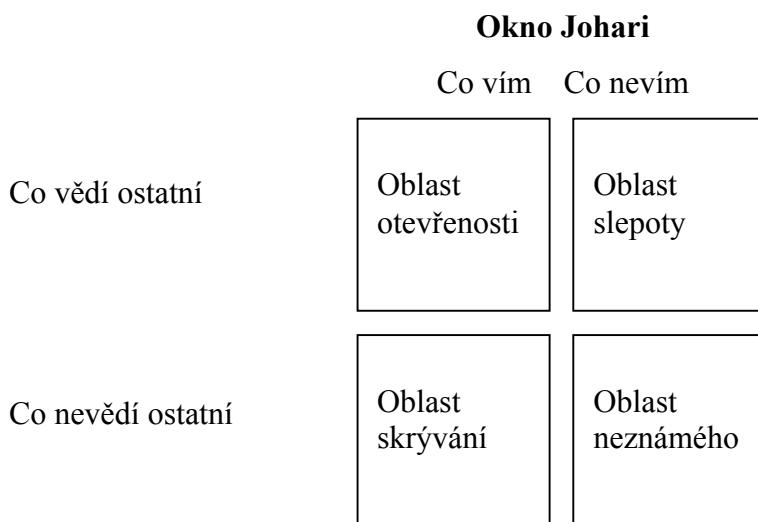 Okno Johari
Co vím Co nevím
Co vědí ostatní
Oblast
otevřenosti
Oblast
slepoty
Co nevědí ostatní
Oblast
skrývání
Oblast
neznámého